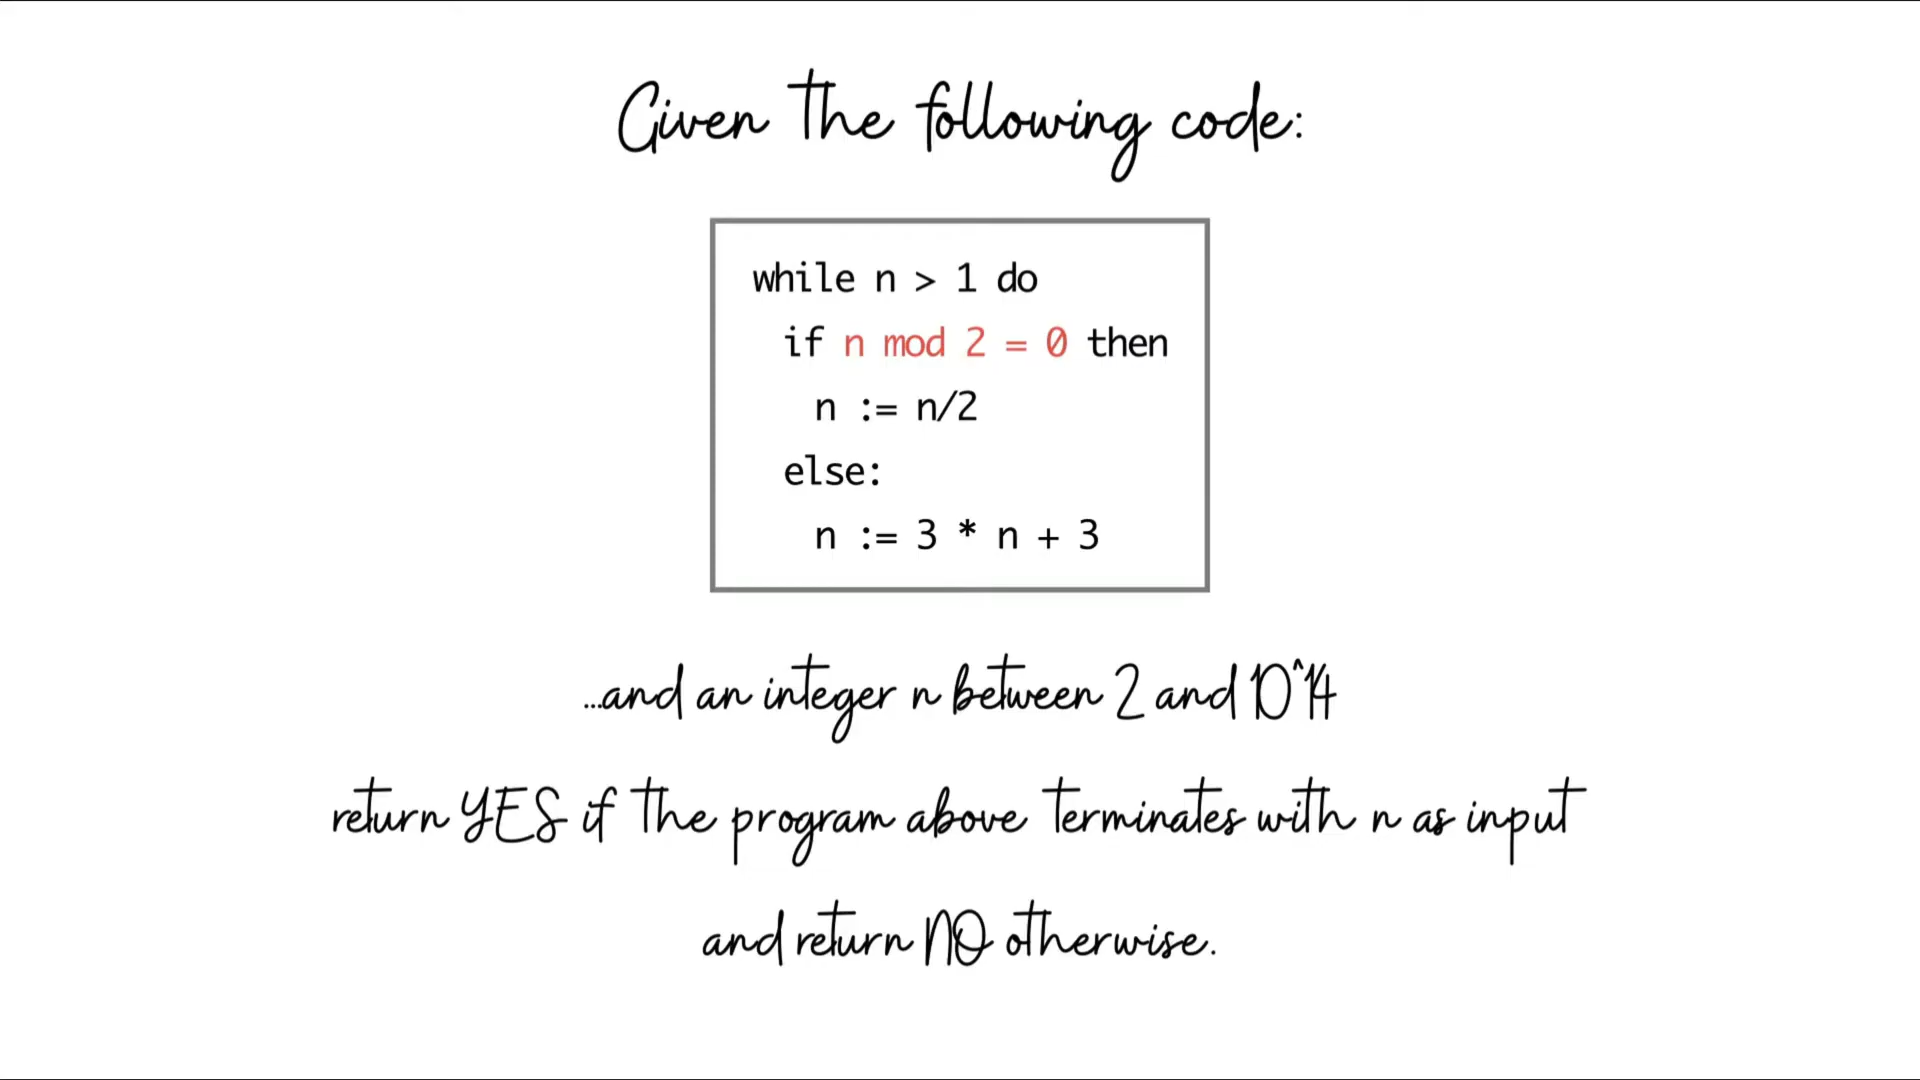 Given the following code:
while n > 1 do
if n mod 2 = 0 then
n := n/2
else:
n := 3 * n + 3
...and an integer n between 2 and 10^14
return YES if the program above terminates with n as input
and return NO otherwise.